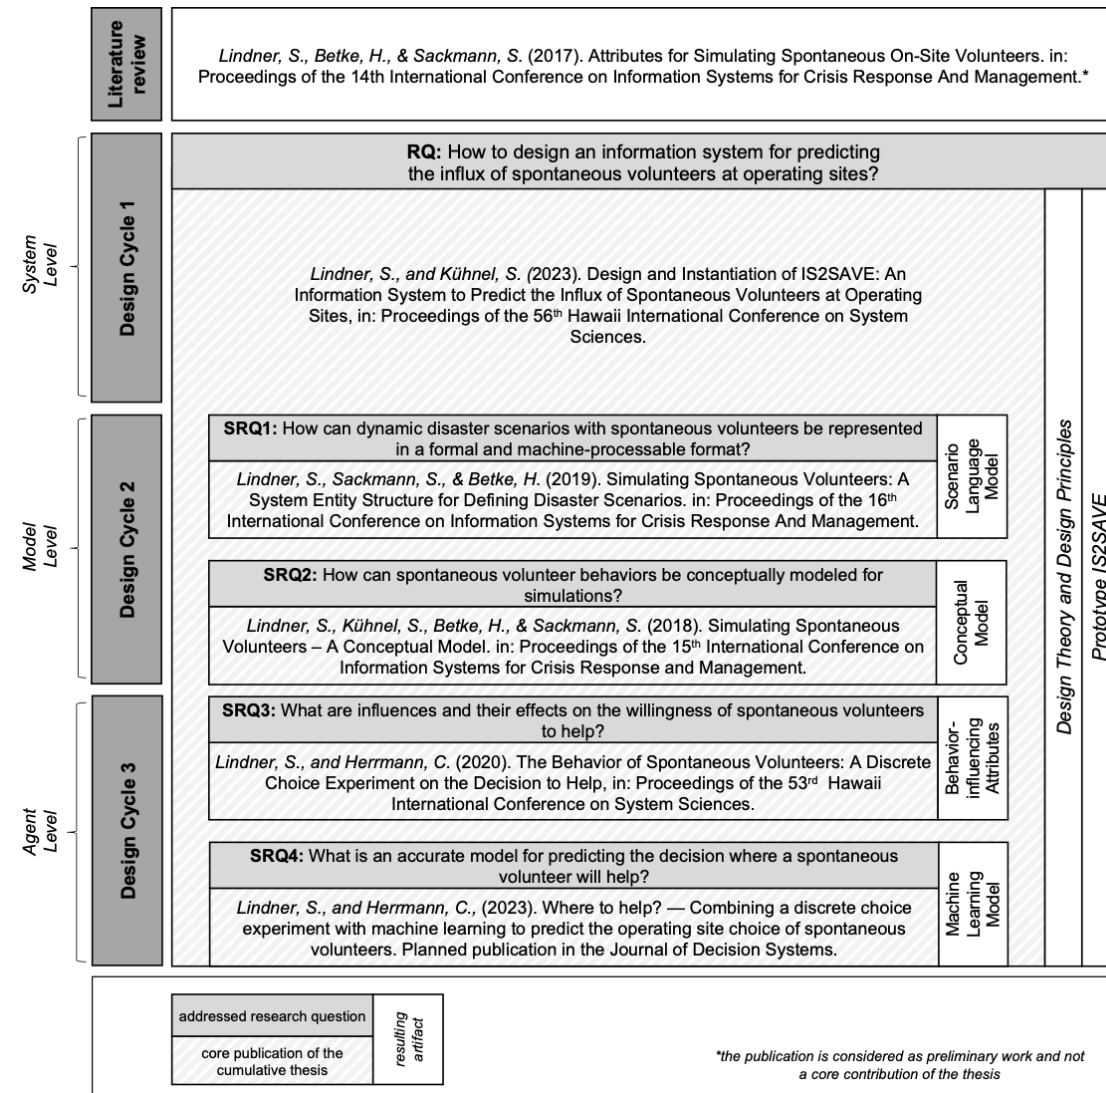 Literature
review
Lindner, S., Betke, H., & Sackmann, S. (2017). Attributes for Simulating Spontaneous On-Site Volunteers. in:
Proceedings of the 14th International Conference on Information Systems for Crisis Response And Management.*
System
Level
Design Cycle 1
RQ: How to design an information system for predicting
the influx of spontaneous volunteers at operating sites?
Lindner, S., and Kühnel, S. (2023). Design and Instantiation of IS2SAVE: An
Information System to Predict the Influx of Spontaneous Volunteers at Operating
Sites, in: Proceedings of the 56th Hawaii International Conference on System
Sciences.
Model
Level
Design Cycle 2
SRQ1: How can dynamic disaster scenarios with spontaneous volunteers be represented
in a formal and machine-processable format?
Lindner, S., Sackmann, S., & Betke, H. (2019). Simulating Spontaneous Volunteers: A
System Entity Structure for Defining Disaster Scenarios. in: Proceedings of the 16th
International Conference on Information Systems for Crisis Response And Management.
Scenario
Language
Model
SRQ2: How can spontaneous volunteer behaviors be conceptually modeled for
simulations?
Lindner, S., Kühnel, S., Betke, H., & Sackmann, S. (2018). Simulating Spontaneous
Volunteers – A Conceptual Model. in: Proceedings of the 15th International Conference on
Information Systems for Crisis Response and Management.
Conceptual
Model
Agent
Level
Design Cycle 3
SRQ3: What are influences and their effects on the willingness of spontaneous volunteers
to help?
Lindner, S., and Herrmann, C. (2020). The Behavior of Spontaneous Volunteers: A Discrete
Choice Experiment on the Decision to Help, in: Proceedings of the 53rd Hawaii
International Conference on System Sciences.
Behavior-
influencing
Attributes
SRQ4: What is an accurate model for predicting the decision where a spontaneous
volunteer will help?
Lindner, S., and Herrmann, C., (2023). Where to help? — Combining a discrete choice
experiment with machine learning to predict the operating site choice of spontaneous
volunteers. Planned publication in the Journal of Decision Systems.
Machine
Learning
Model
Design Theory and Design Principles
Prototype IS2SAVE
addressed research question
core publication of the
cumulative thesis
resulting
artifact
*the publication is considered as preliminary work and not
a core contribution of the thesis